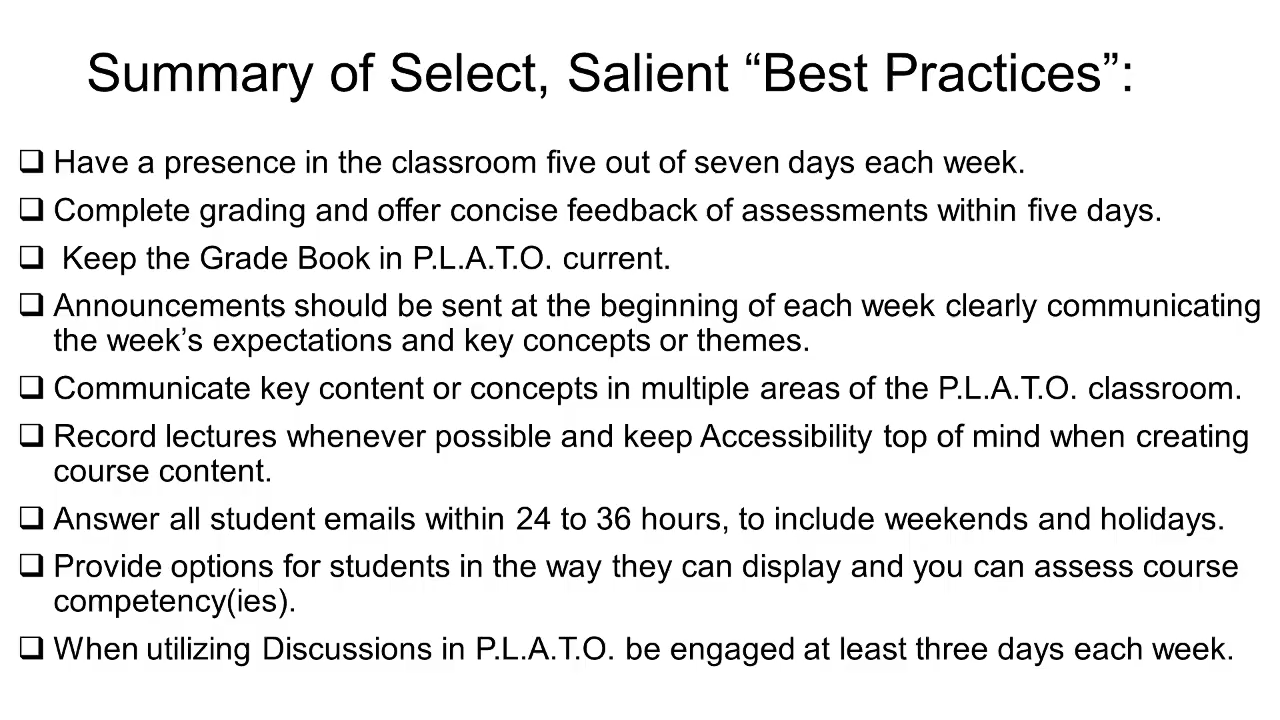 Summary of Select, Salient “Best Practices”:
❑ Have a presence in the classroom five out of seven days each week.
❑ Complete grading and offer concise feedback of assessments within five days.
❑ Keep the Grade Book in P.L.A.T.O. current.
❑ Announcements should be sent at the beginning of each week clearly communicating
the week’s expectations and key concepts or themes.
❑ Communicate key content or concepts in multiple areas of the P.L.A.T.O. classroom.
❑ Record lectures whenever possible and keep Accessibility top of mind when creating
course content.
❑ Answer all student emails within 24 to 36 hours, to include weekends and holidays.
❑ Provide options for students in the way they can display and you can assess course
competency(ies).
❑ When utilizing Discussions in P.L.A.T.O. be engaged at least three days each week.